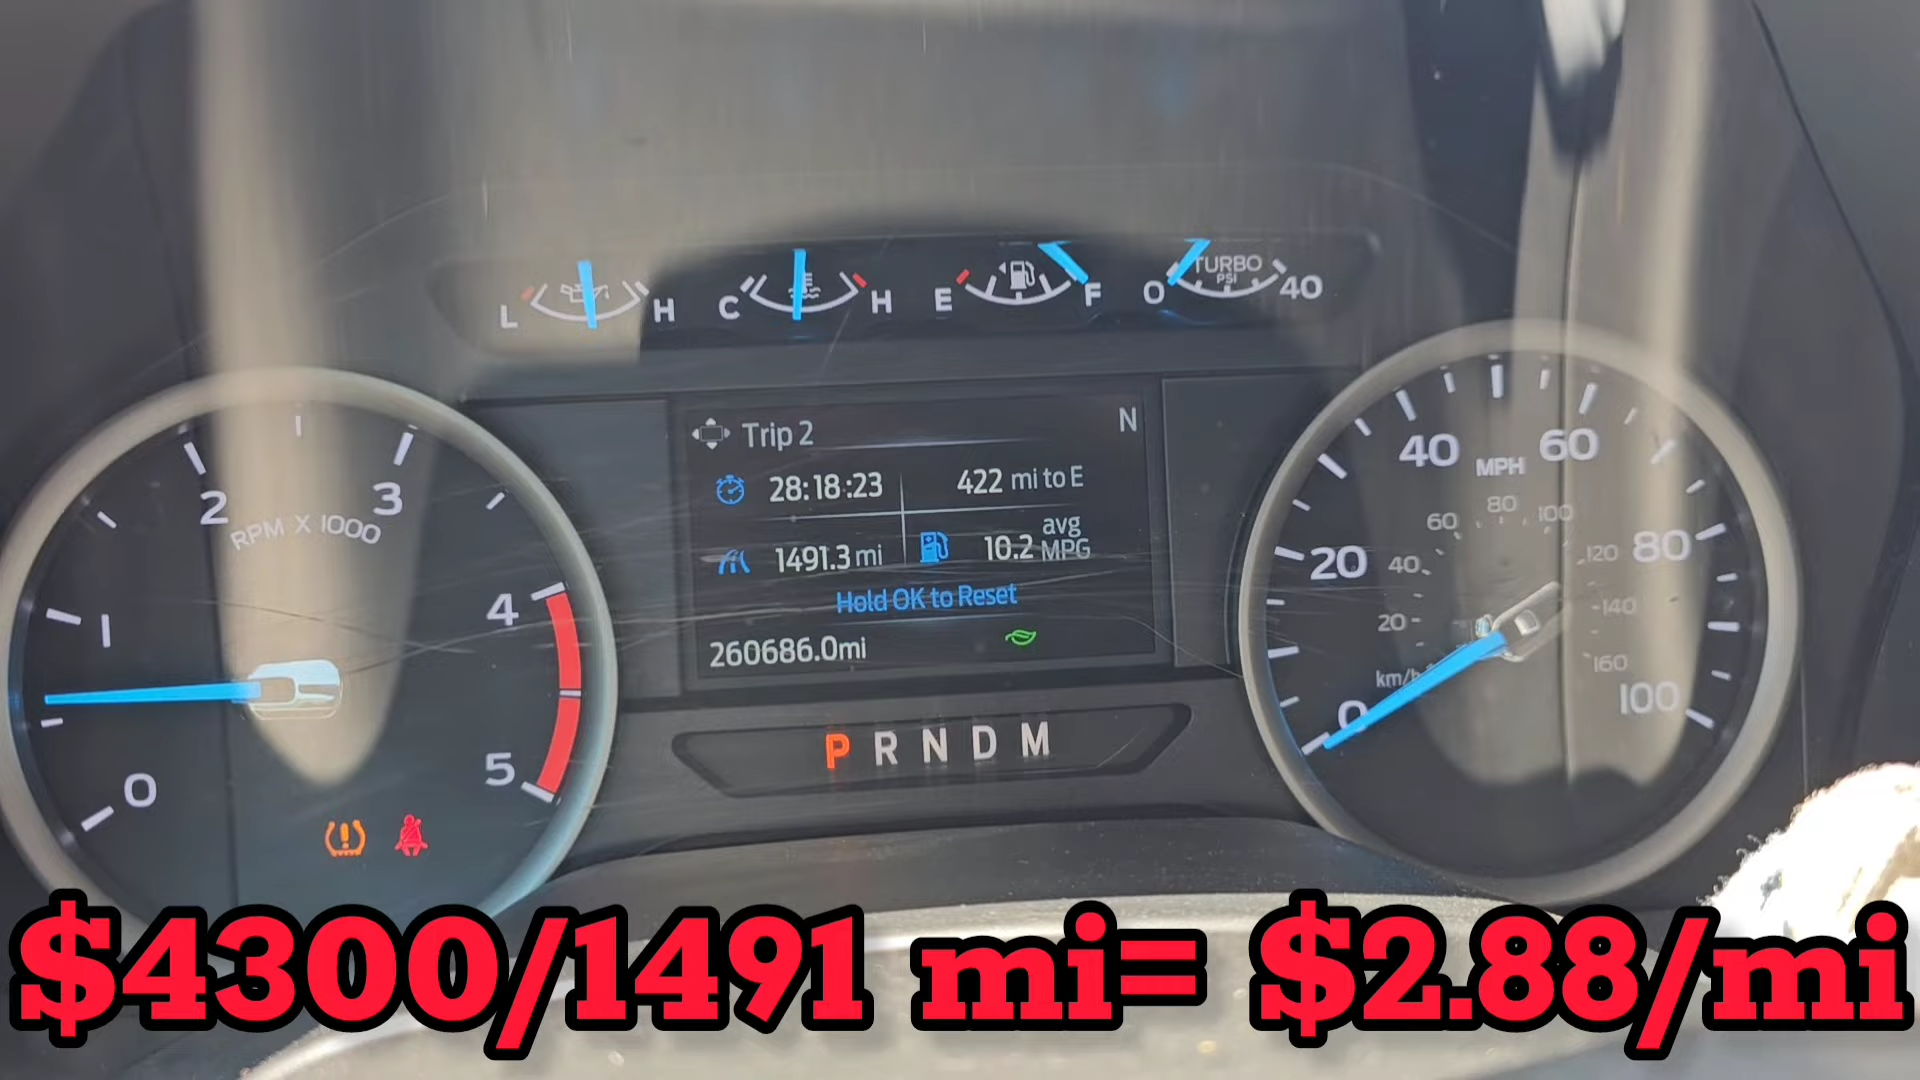 L H C H E F 0 TURBO PSI 40
Trip 2 N
28:18:23 422 mi to E
1491.3 mi 10.2 avg MPG
Hold OK to Reset
260686.0mi
P R N D M
0 1 2 3 4 5
RPM X 1000
0 20 40 60 80 100
MPH
20 40 60 80 100 120 140 160
km/h
$4300/1491 mi= $2.88/mi